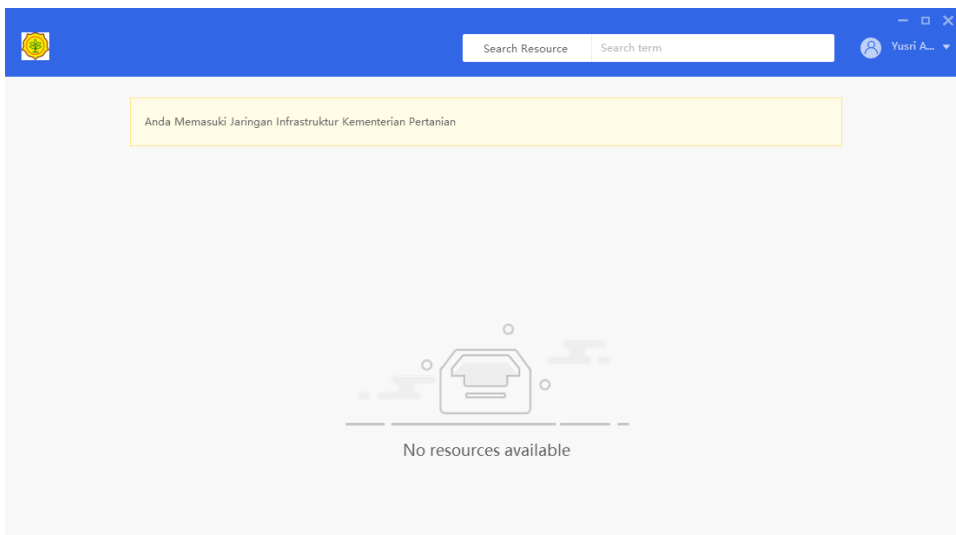 Search Resource Search term Yusri A...
Anda Memasuki Jaringan Infrastruktur Kementerian Pertanian
No resources available